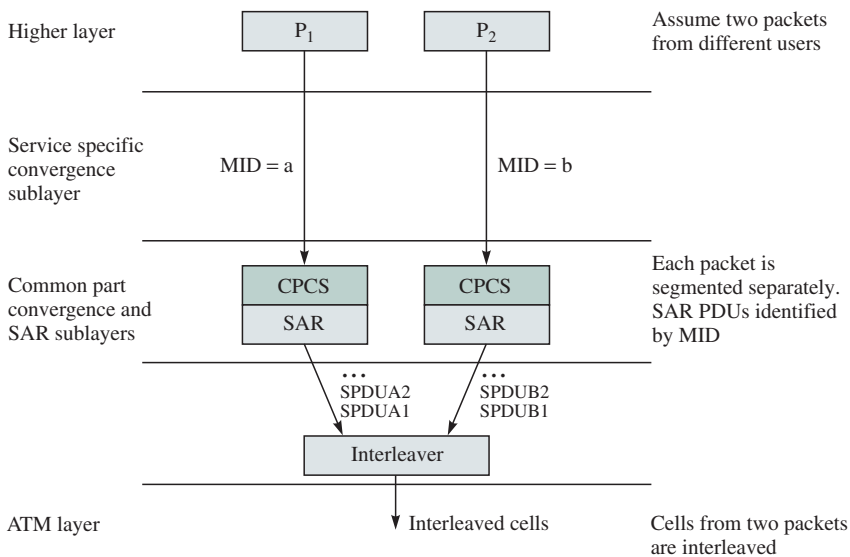 Higher layer
P1
P2
Assume two packets
from different users
Service specific
convergence
sublayer
MID = a
MID = b
Common part
convergence and
SAR sublayers
CPCS
SAR
CPCS
SAR
Each packet is
segmented separately.
SAR PDUs identified
by MID
...
SPDUA2
SPDUA1
...
SPDUB2
SPDUB1
Interleaver
ATM layer
Interleaved cells
Cells from two packets
are interleaved